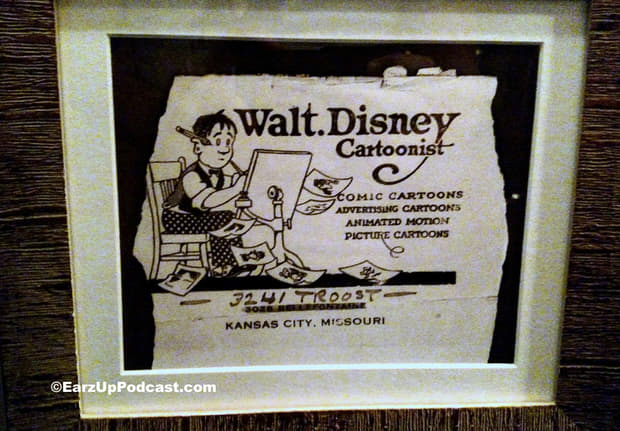 Walt. Disney
Cartoonist
COMIC CARTOONS
ADVERTISING CARTOONS
ANIMATED MOTION
PICTURE CARTOONS
— 3241 TROOST —
3028 BELLEFONTAINE
KANSAS CITY, MISSOURI
©EarzUpPodcast.com